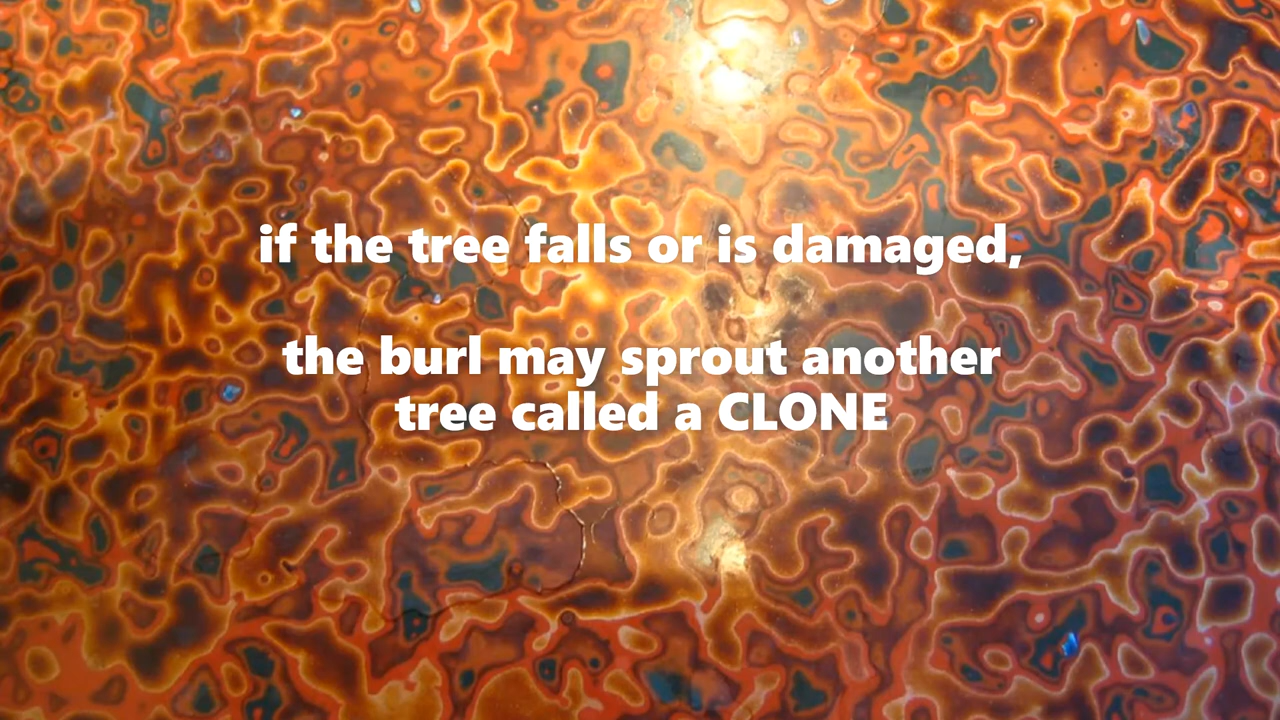 if the tree falls or is damaged,
the burl may sprout another
tree called a CLONE